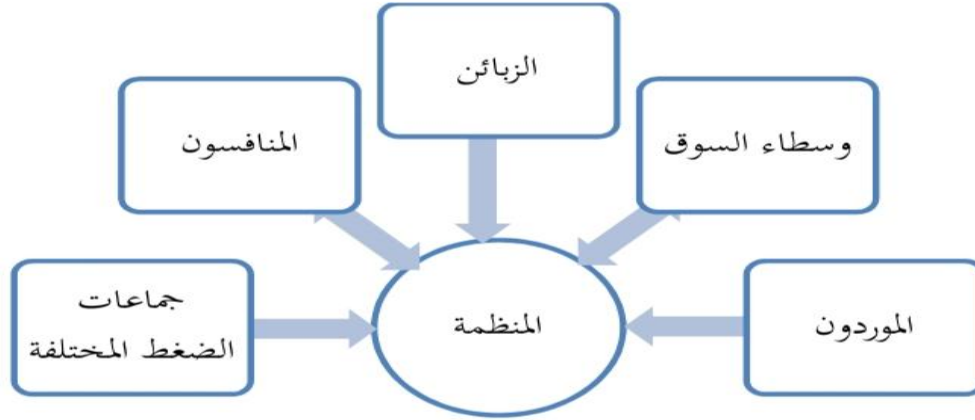 الزبائن
وسطاء السوق
المنافسون
الموردون
المنظمة
جماعات
الضغط المختلفة